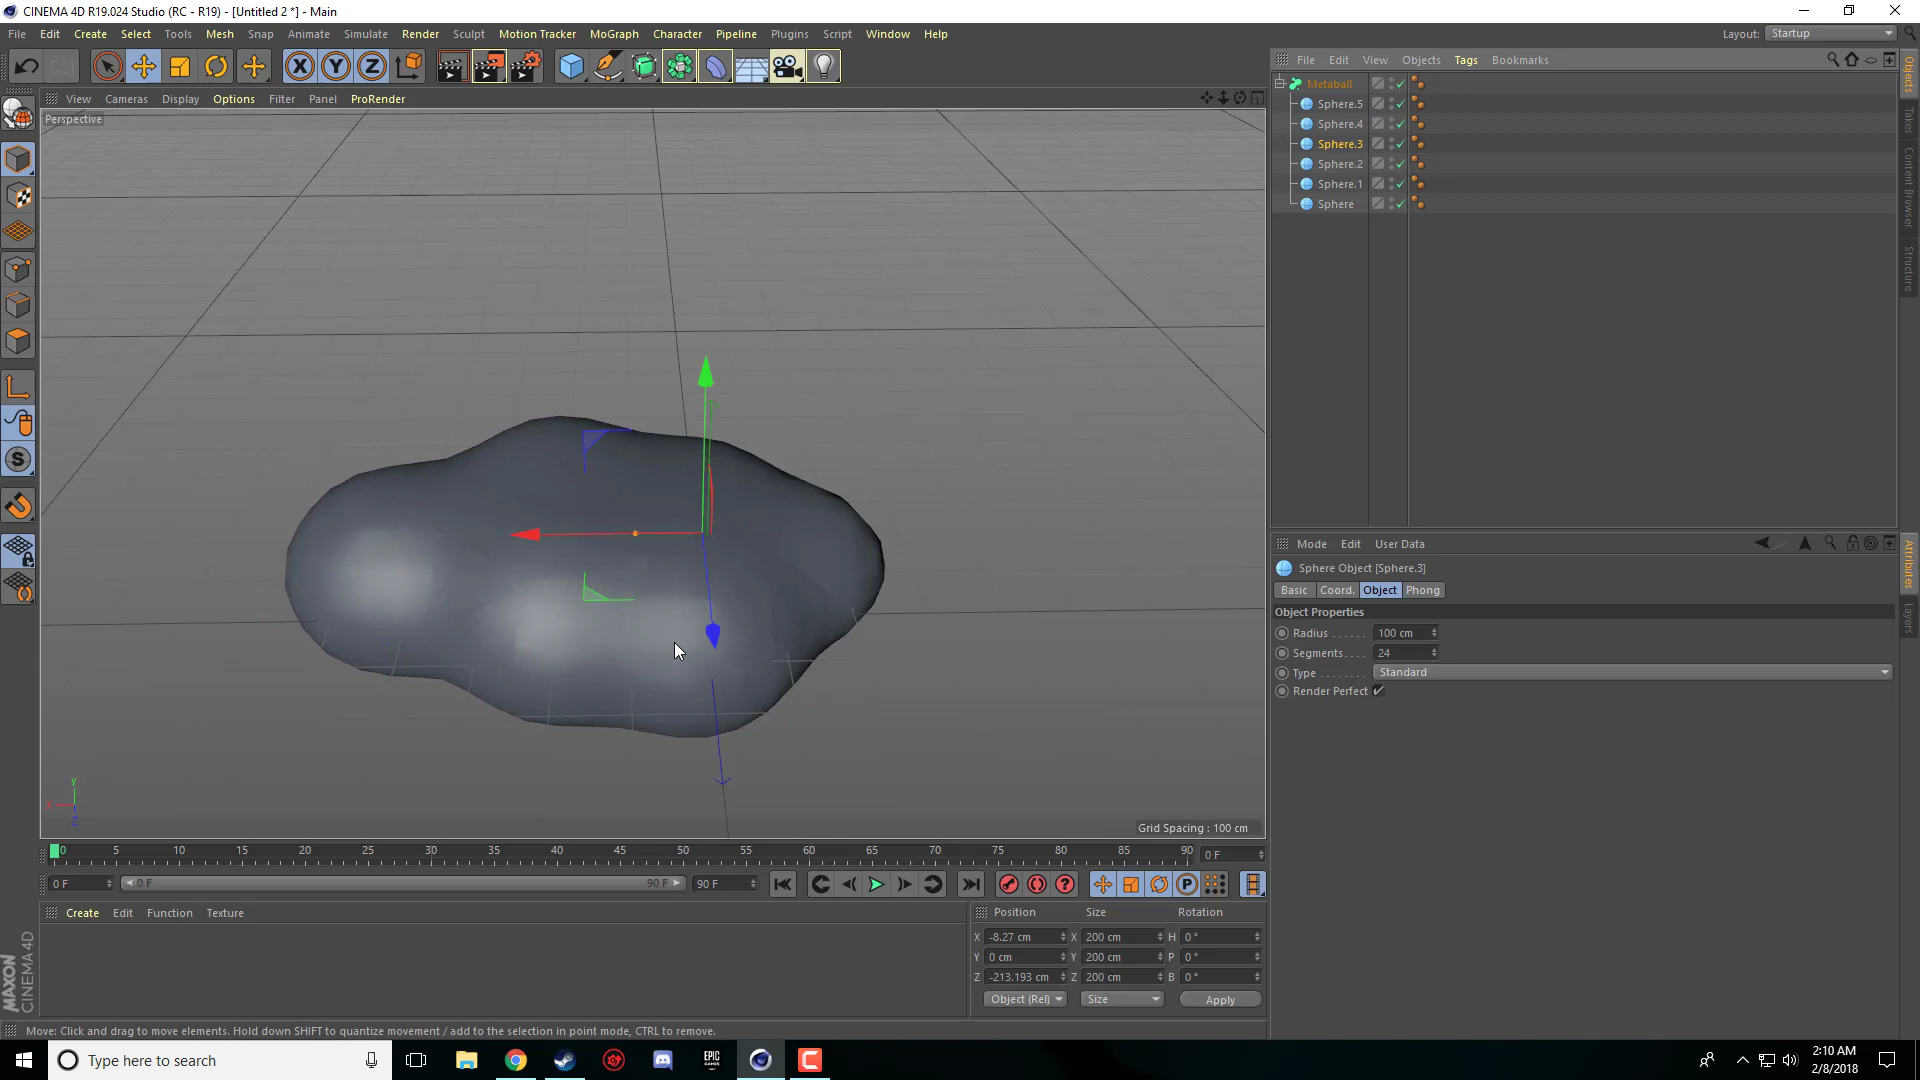 CINEMA 4D R19.024 Studio (RC - R19) - [Untitled 2 *] - Main
File Edit Create Select Tools Mesh Snap Animate Simulate Render Sculpt Motion Tracker MoGraph Character Pipeline Plugins Script Window Help Layout: Startup
File Edit View Objects Tags Bookmarks
View Cameras Display Options Filter Panel ProRender
Perspective
Metaball
Sphere.5
Sphere.4
Sphere.3
Sphere.2
Sphere.1
Sphere
Objects
Takes
Content Browser
Structure
Mode Edit User Data
Sphere Object [Sphere.3]
Basic Coord. Object Phong
Object Properties
Radius . . . . . . 100 cm
Segments. . . . 24
Type . . . . . . . . Standard
Render Perfect
Attributes
Layers
Y
X
Z
Grid Spacing : 100 cm
0 5 10 15 20 25 30 35 40 45 50 55 60 65 70 75 80 85 90 0 F
0 F 0 F 90 F 90 F
Create Edit Function Texture
Position Size Rotation
X -8.27 cm X 200 cm H 0 °
Y 0 cm Y 200 cm P 0 °
Z -213.193 cm Z 200 cm B 0 °
Object (Rel) Size Apply
MAXON
CINEMA 4D
Move: Click and drag to move elements. Hold down SHIFT to quantize movement / add to the selection in point mode, CTRL to remove.
Type here to search
EPIC
GAMES
2:10 AM
2/8/2018